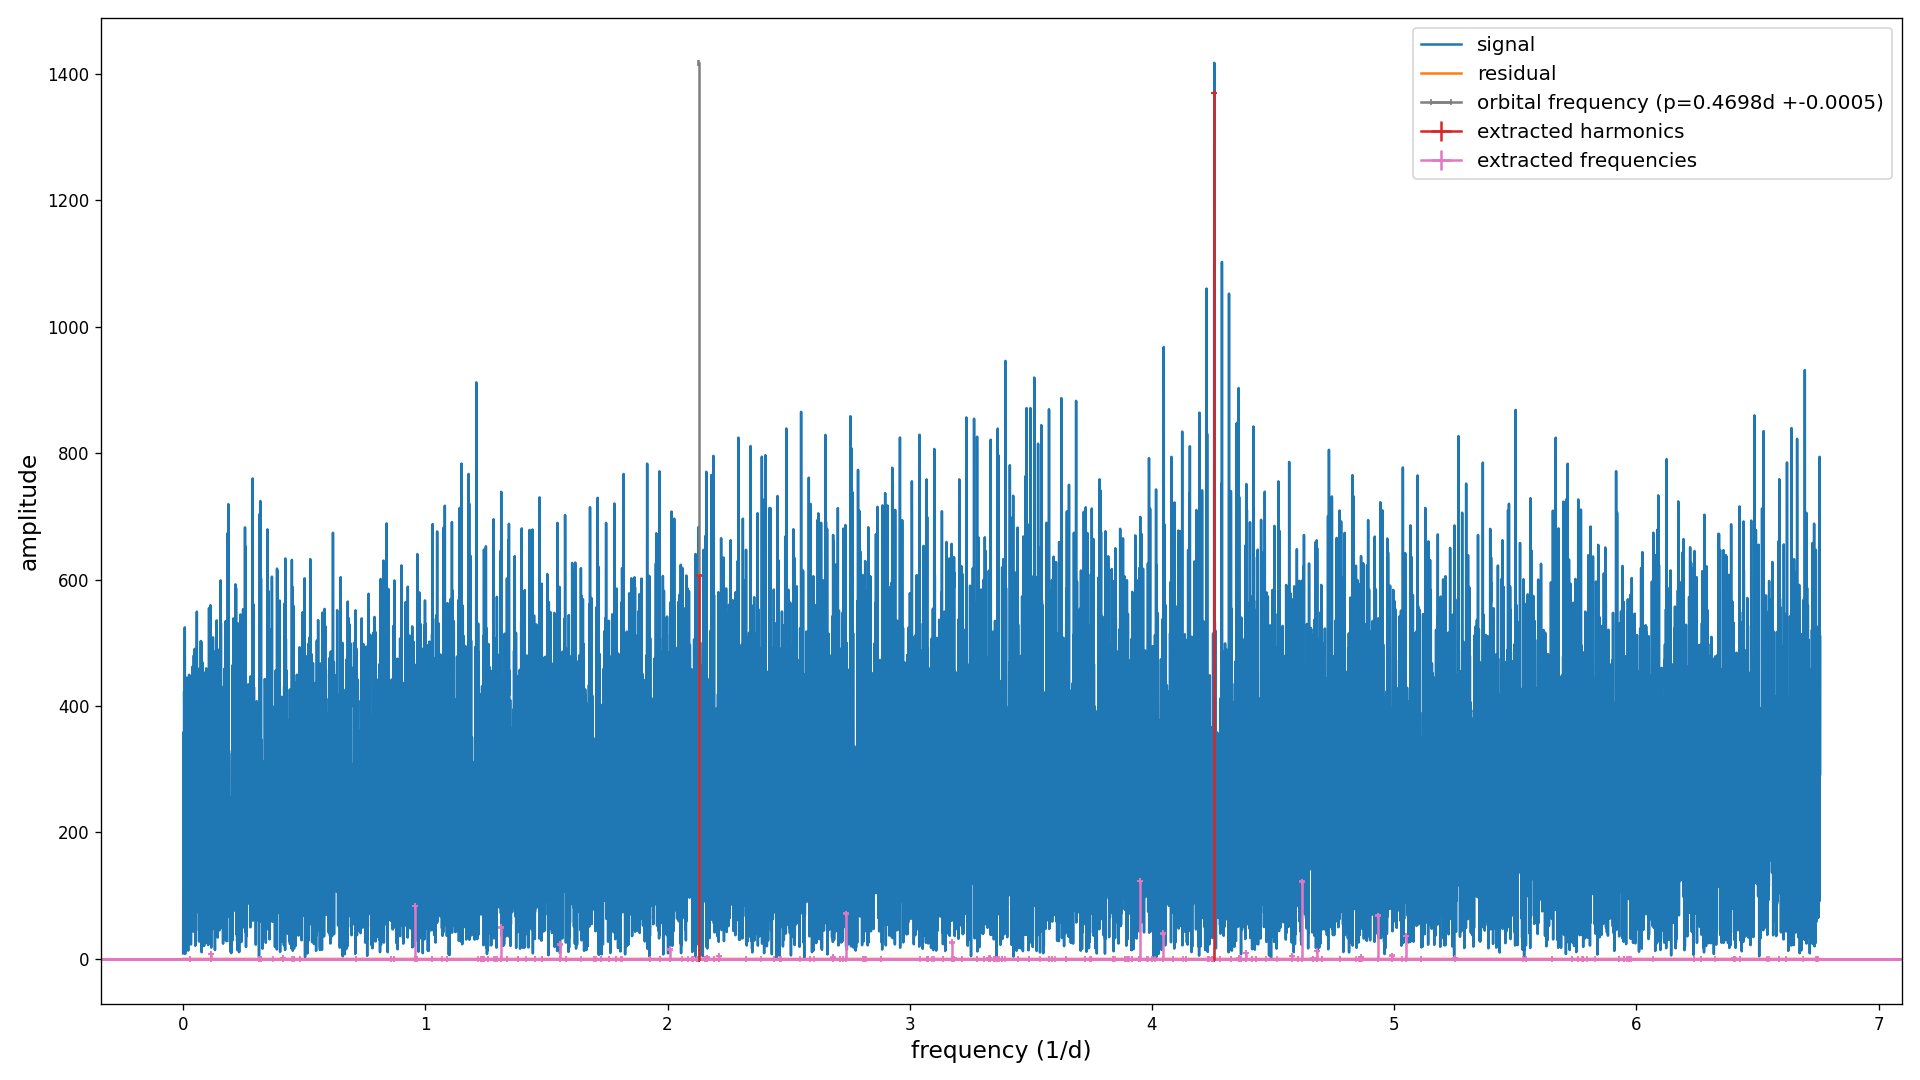 signal
residual
orbital frequency (p=0.4698d +-0.0005)
extracted harmonics
extracted frequencies
amplitude
1400
1200
1000
800
600
400
200
0
0 1 2 3 4 5 6 7
frequency (1/d)